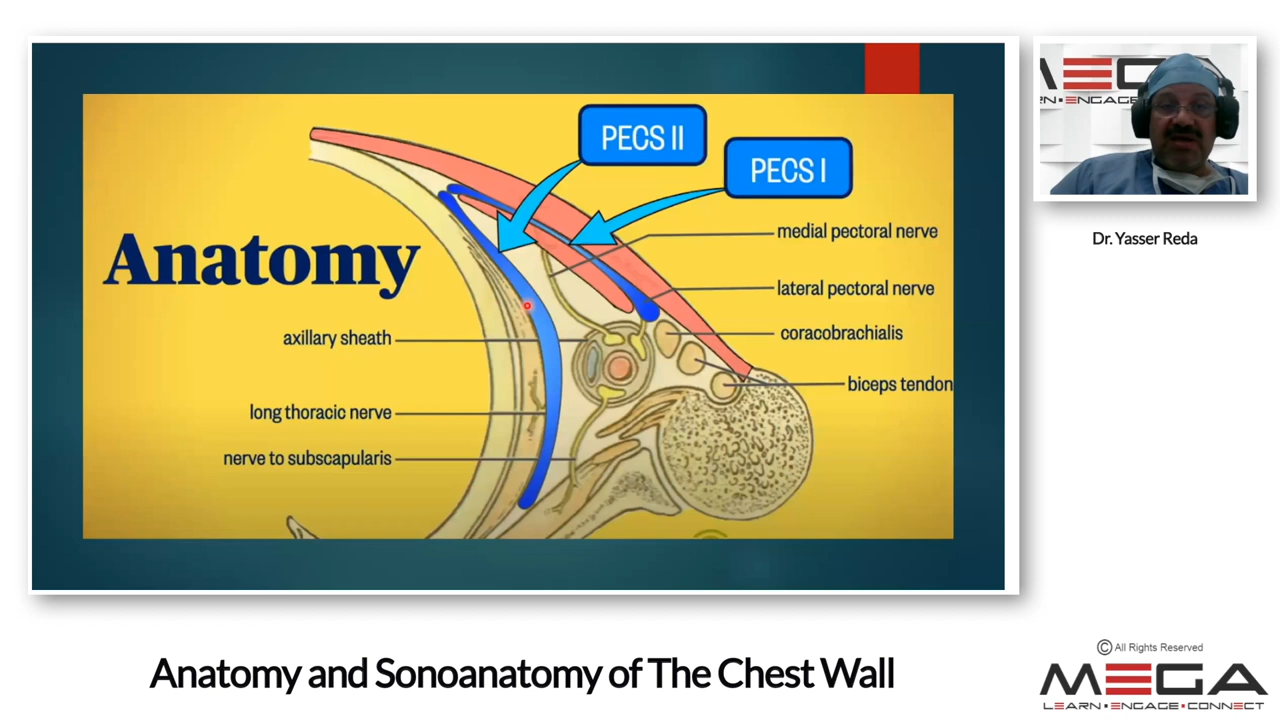 PECS II
PECS I
Anatomy
medial pectoral nerve
lateral pectoral nerve
coracobrachialis
biceps tendon
axillary sheath
long thoracic nerve
nerve to subscapularis
Dr. Yasser Reda
Anatomy and Sonoanatomy of The Chest Wall
© All Rights Reserved
MEGA
LEARN • ENGAGE • CONNECT